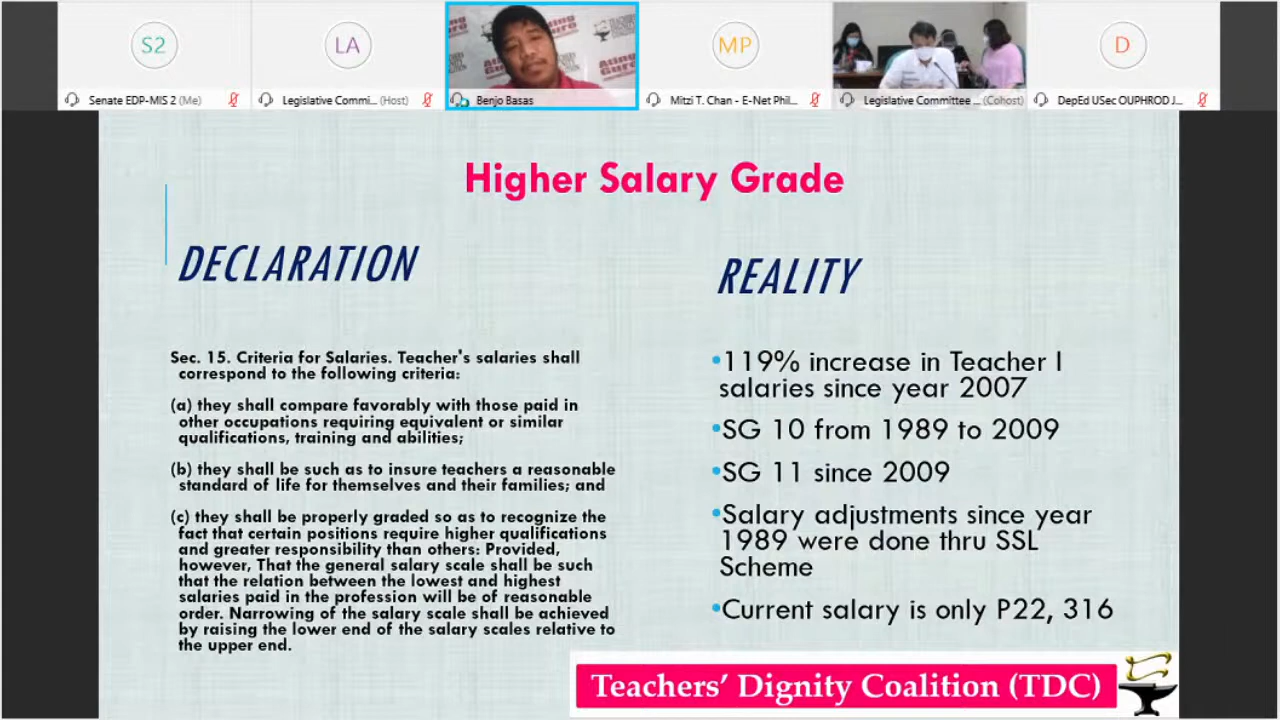 S2
LA
MP
D
Senate EDP-MIS 2 (Me)
Legislative Commi... (Host)
Benjo Basas
Mitzi T. Chan - E-Net Phil...
Legislative Committee ... (Cohost)
DepEd USec OUPHROD J...
Higher Salary Grade
DECLARATION
Sec. 15. Criteria for Salaries. Teacher's salaries shall
correspond to the following criteria:
(a) they shall compare favorably with those paid in
other occupations requiring equivalent or similar
qualifications, training and abilities;
(b) they shall be such as to insure teachers a reasonable
standard of life for themselves and their families; and
(c) they shall be properly graded so as to recognize the
fact that certain positions require higher qualifications
and greater responsibility than others: Provided,
however, That the general salary scale shall be such
that the relation between the lowest and highest
salaries paid in the profession will be of reasonable
order. Narrowing of the salary scale shall be achieved
by raising the lower end of the salary scales relative to
the upper end.
REALITY
•119% increase in Teacher I
salaries since year 2007
•SG 10 from 1989 to 2009
•SG 11 since 2009
•Salary adjustments since year
1989 were done thru SSL
Scheme
•Current salary is only P22, 316
Teachers' Dignity Coalition (TDC)